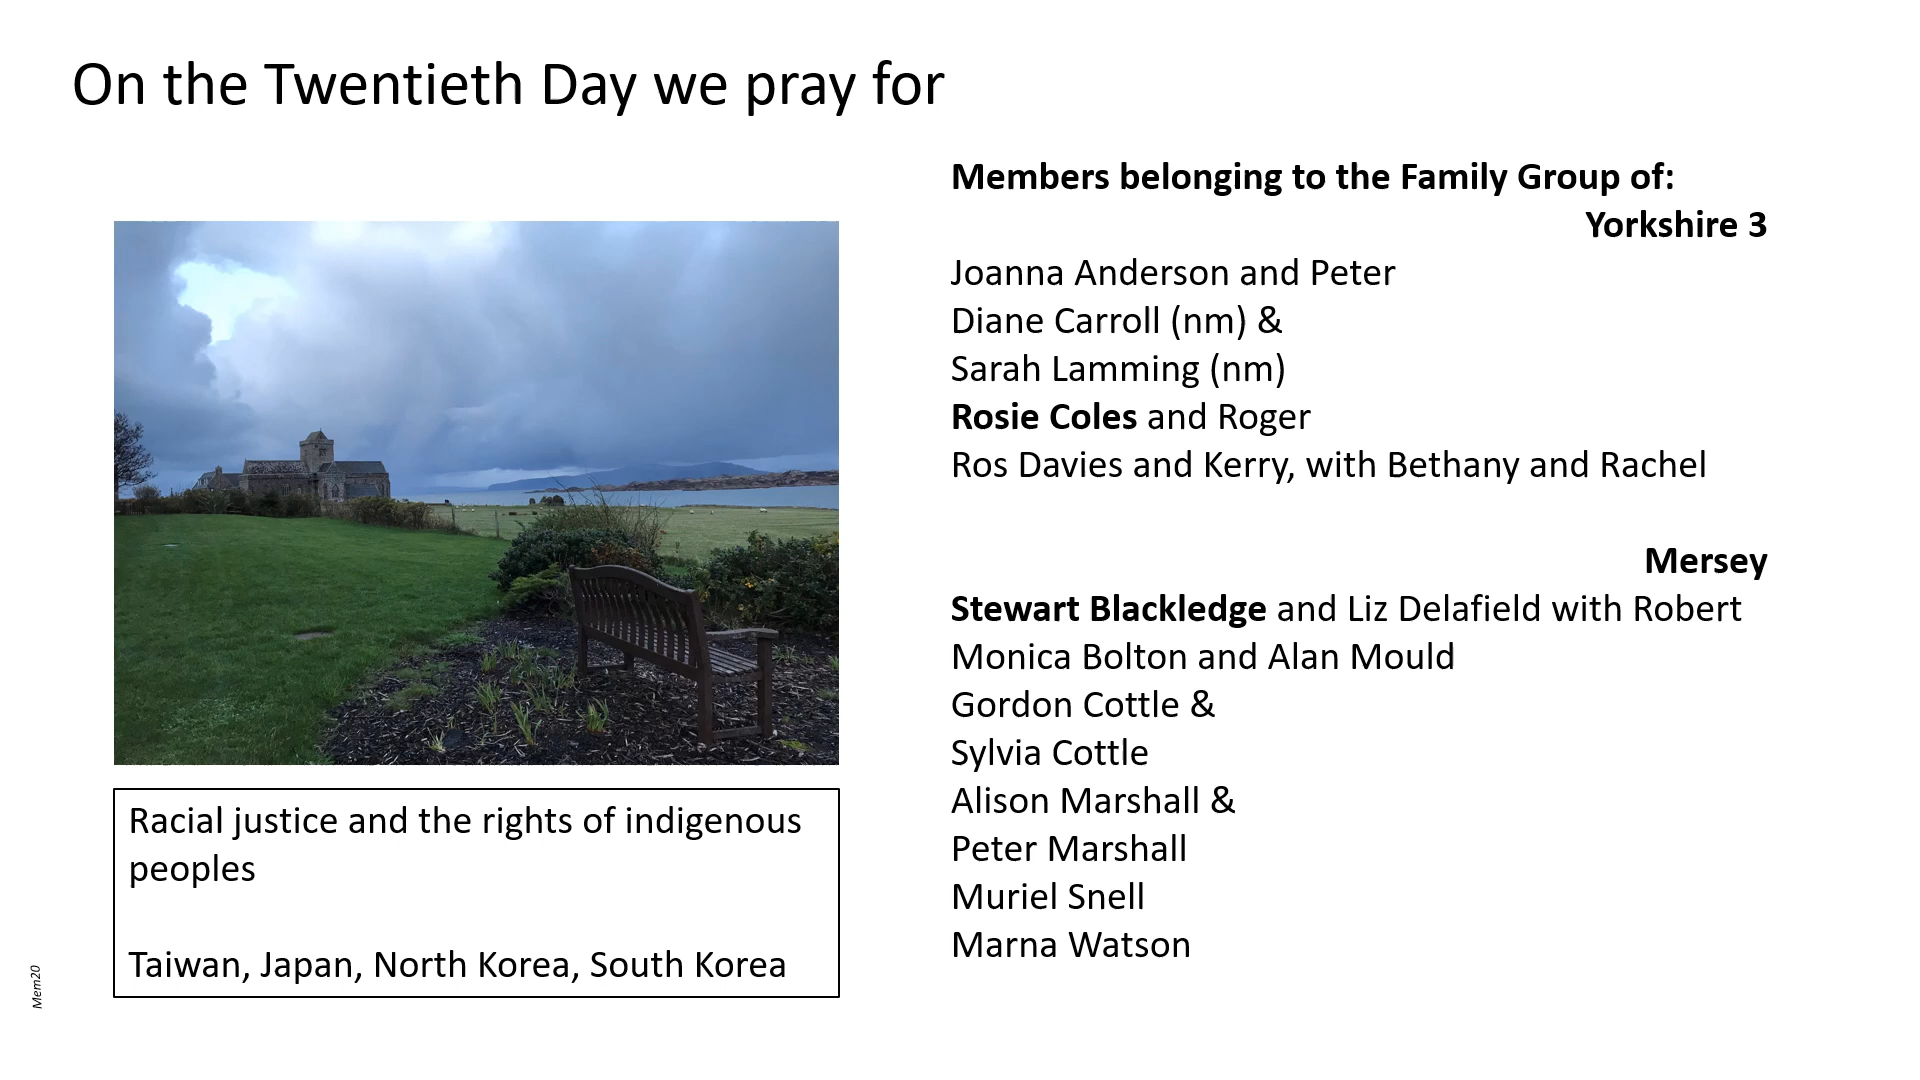 On the Twentieth Day we pray for
Members belonging to the Family Group of:
Yorkshire 3
Joanna Anderson and Peter
Diane Carroll (nm) &
Sarah Lamming (nm)
Rosie Coles and Roger
Ros Davies and Kerry, with Bethany and Rachel
Mersey
Stewart Blackledge and Liz Delafield with Robert
Monica Bolton and Alan Mould
Gordon Cottle &
Sylvia Cottle
Alison Marshall &
Peter Marshall
Muriel Snell
Marna Watson
Racial justice and the rights of indigenous
peoples
Taiwan, Japan, North Korea, South Korea
Mem20